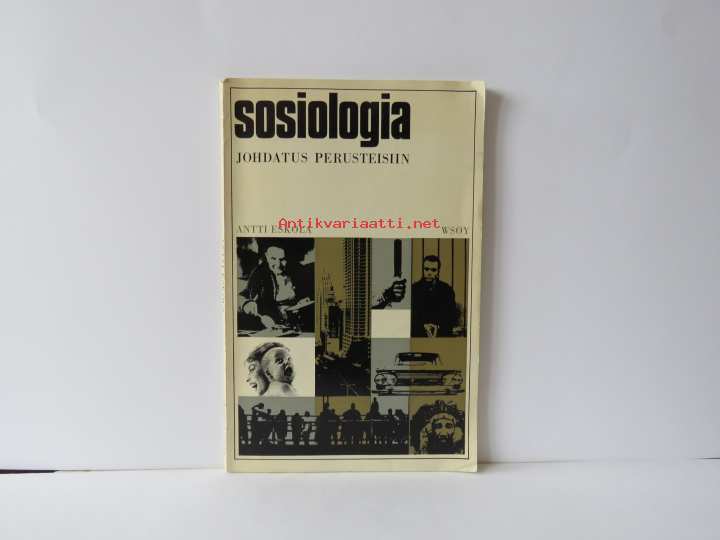 sosiologia
JOHDATUS PERUSTEISIIN
Antikvariaatti.net
ANTTI ESKOLA WSOY